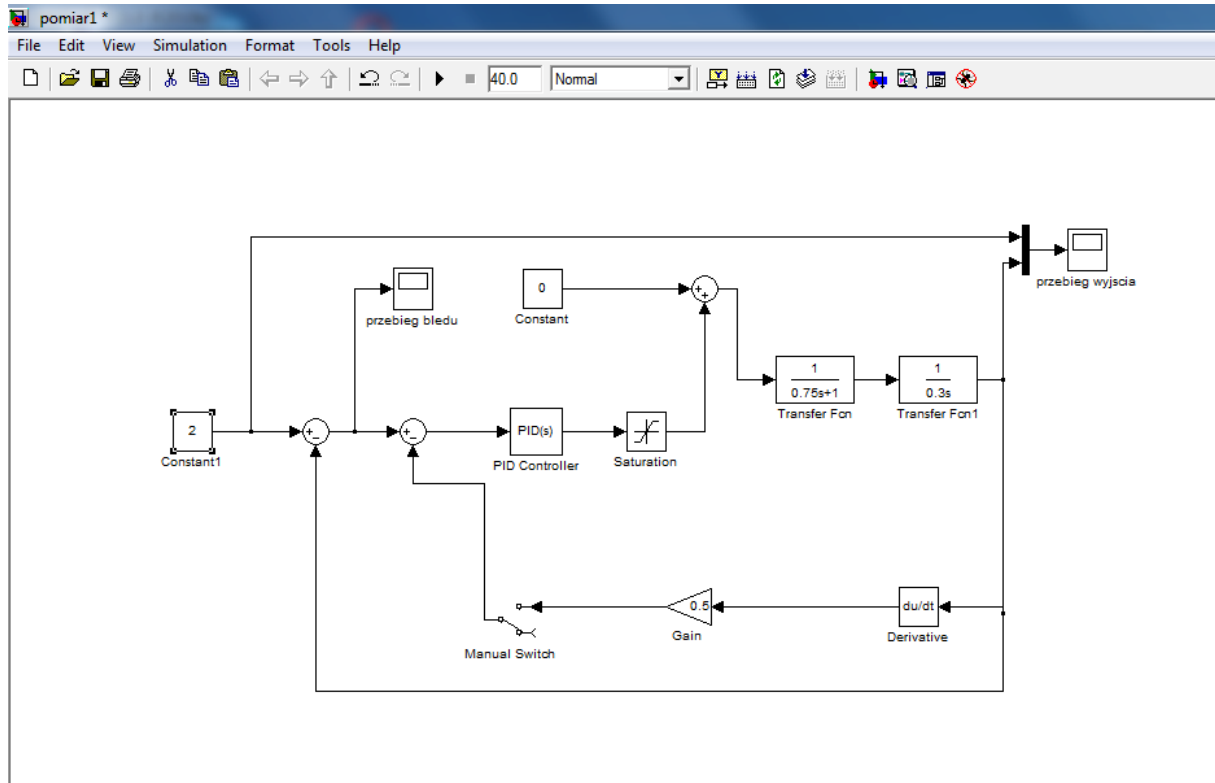 pomiar1 *
File Edit View Simulation Format Tools Help
40.0 Normal
przebieg wyjscia
przebieg bledu
0
Constant
1
0.75s+1
Transfer Fcn
1
0.3s
Transfer Fcn1
2
Constant1
PID(s)
PID Controller
Saturation
0.5
Gain
du/dt
Derivative
Manual Switch